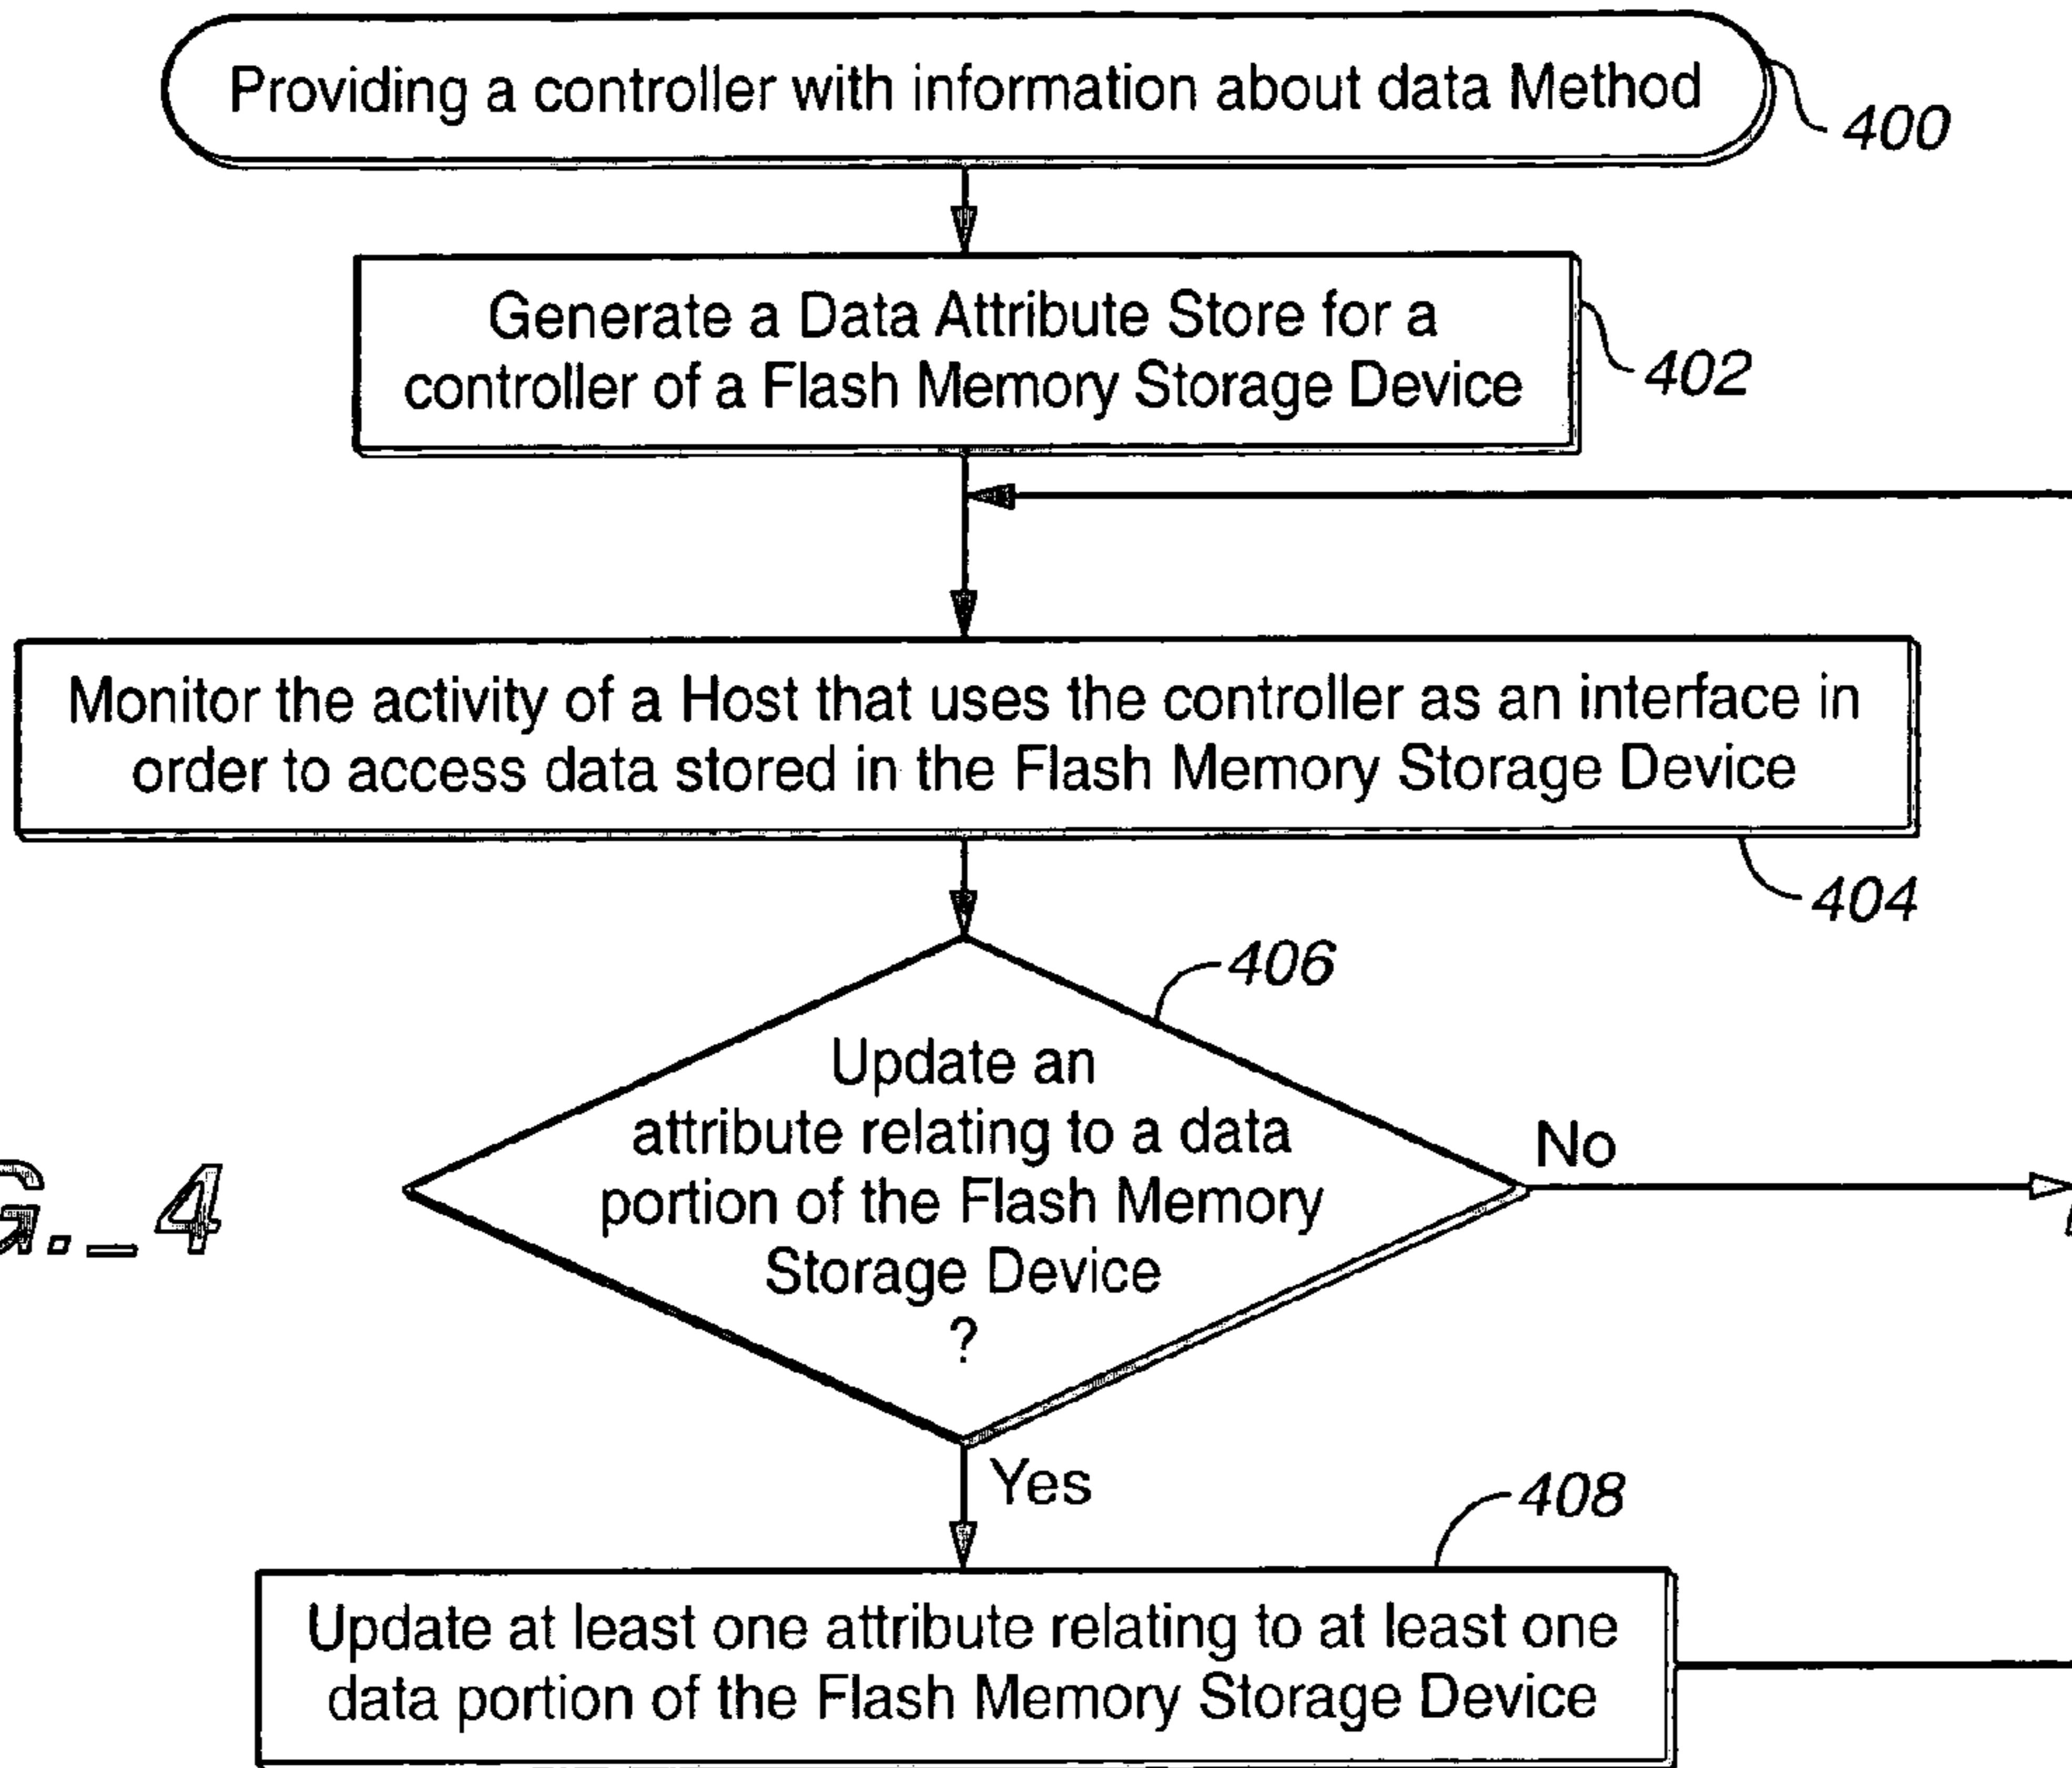 Providing a controller with information about data Method
400
Generate a Data Attribute Store for a
controller of a Flash Memory Storage Device
402
Monitor the activity of a Host that uses the controller as an interface in
order to access data stored in the Flash Memory Storage Device
404
406
Update an
attribute relating to a data
portion of the Flash Memory
Storage Device
?
No
G._4
Yes
408
Update at least one attribute relating to at least one
data portion of the Flash Memory Storage Device